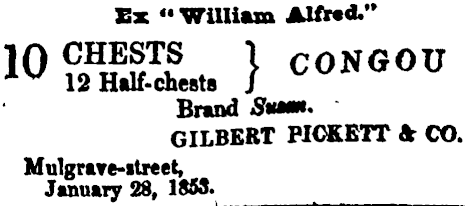 Ex "William Alfred."
10 CHESTS
12 Half-chests } CONGOU
Brand Susan.
GILBERT PICKETT & CO.
Mulgrave-street,
January 28, 1853.